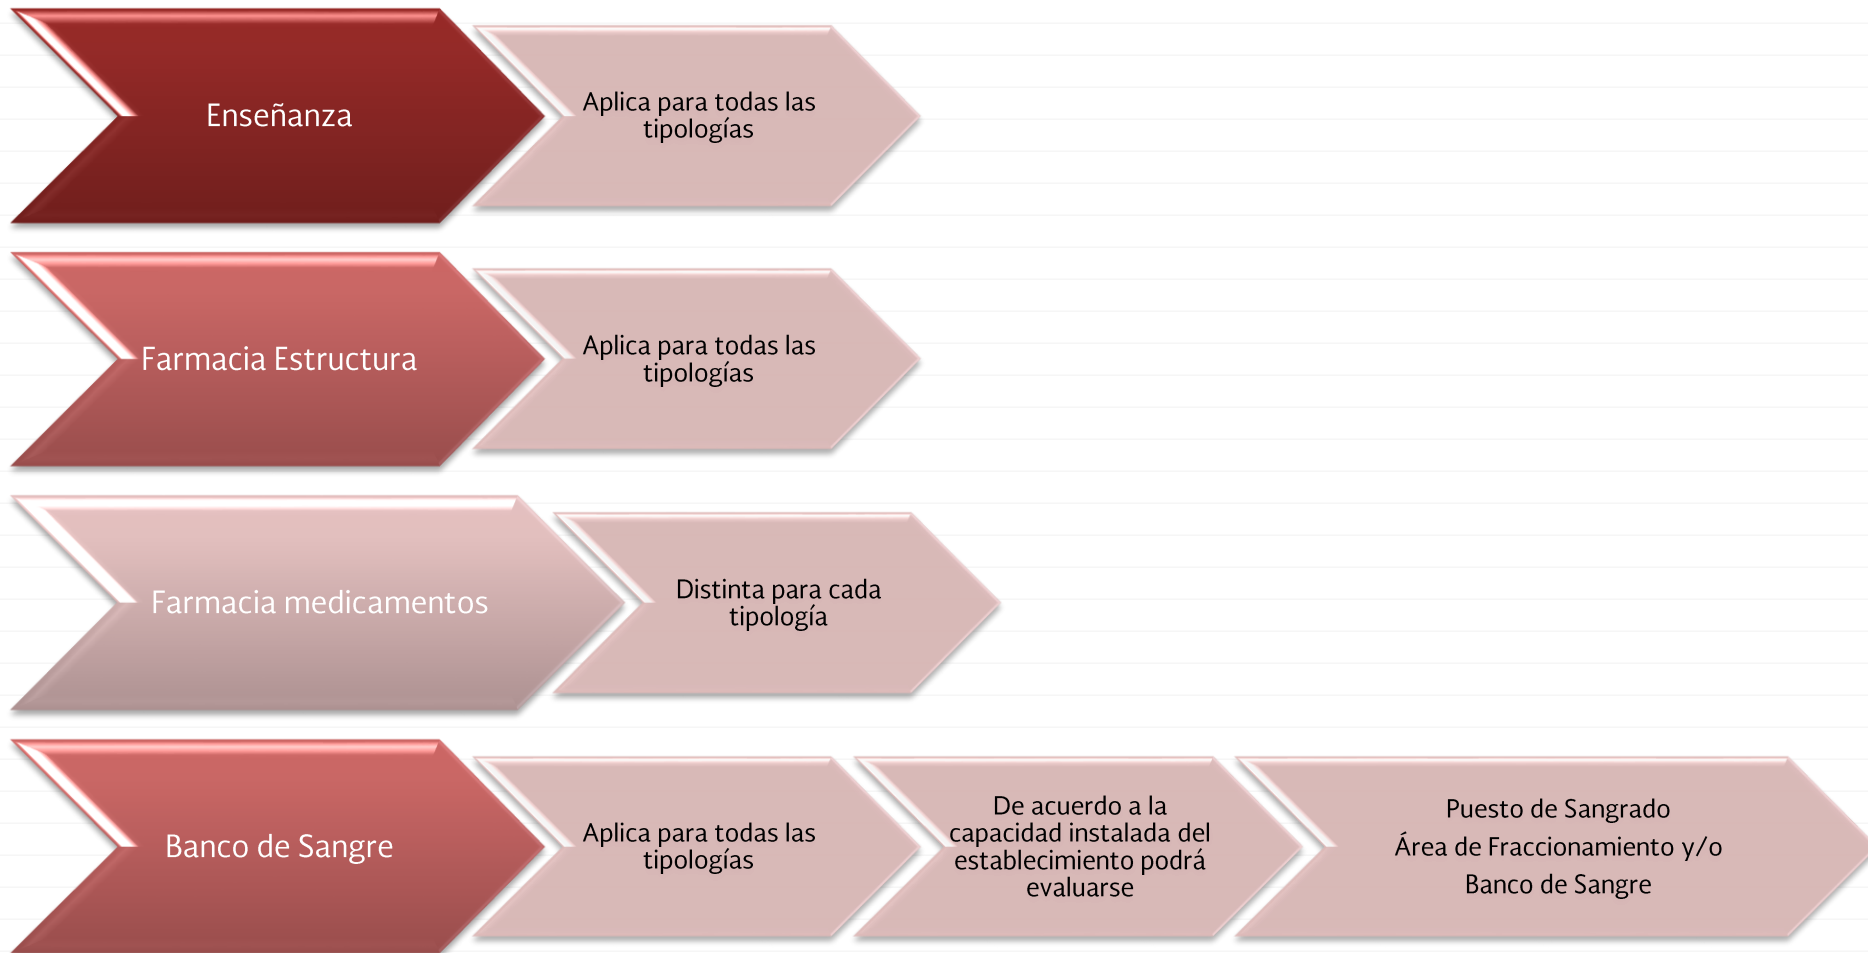 Enseñanza
Aplica para todas las
tipologías
Farmacia Estructura
Aplica para todas las
tipologías
Farmacia medicamentos
Distinta para cada
tipología
Banco de Sangre
Aplica para todas las
tipologías
De acuerdo a la
capacidad instalada del
establecimiento podrá
evaluarse
Puesto de Sangrado
Área de Fraccionamiento y/o
Banco de Sangre